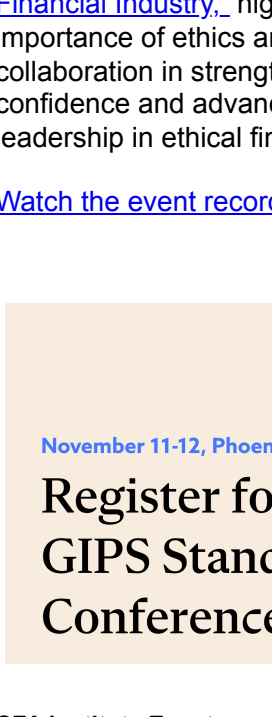 Financial Industry," hig
importance of ethics a
collaboration in strengt
confidence and advanc
leadership in ethical fin
Watch the event record
November 11-12, Phoen
Register fo
GIPS Stand
Conference